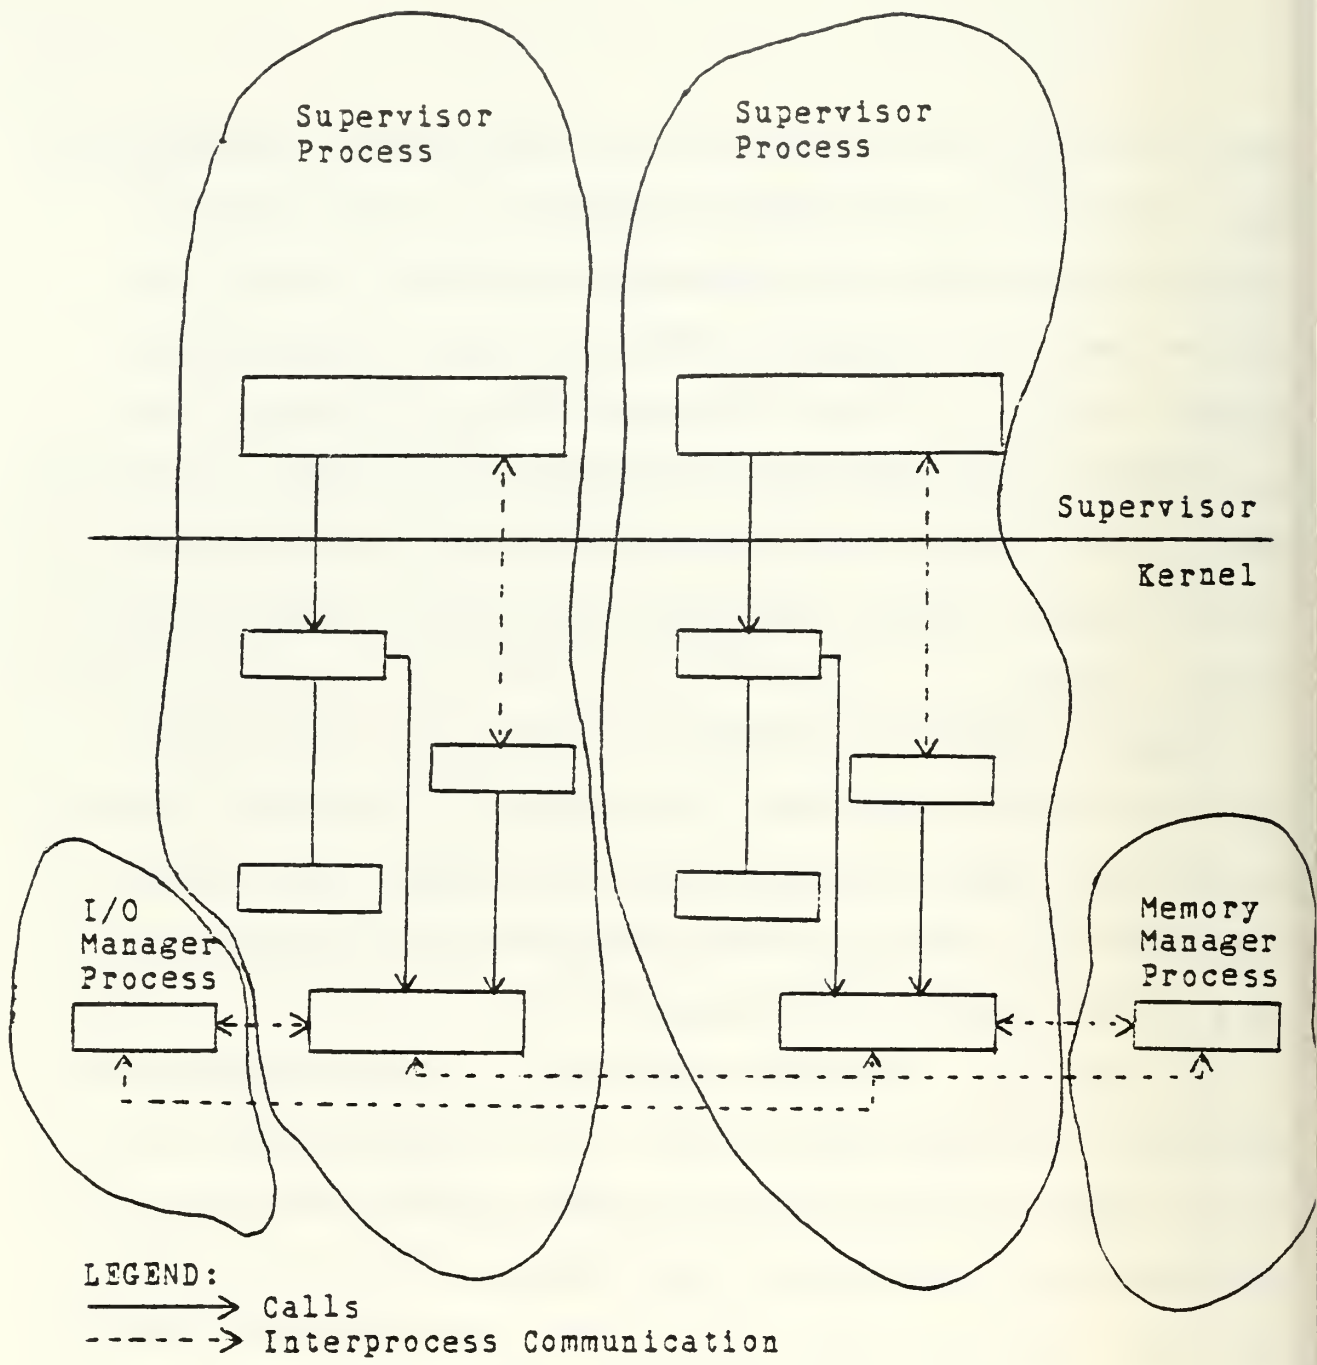 Supervisor
Process
Supervisor
Process
Supervisor
Kernel
I/O
Manager
Process
Memory
Manager
Process
LEGEND:
Calls
Interprocess Communication